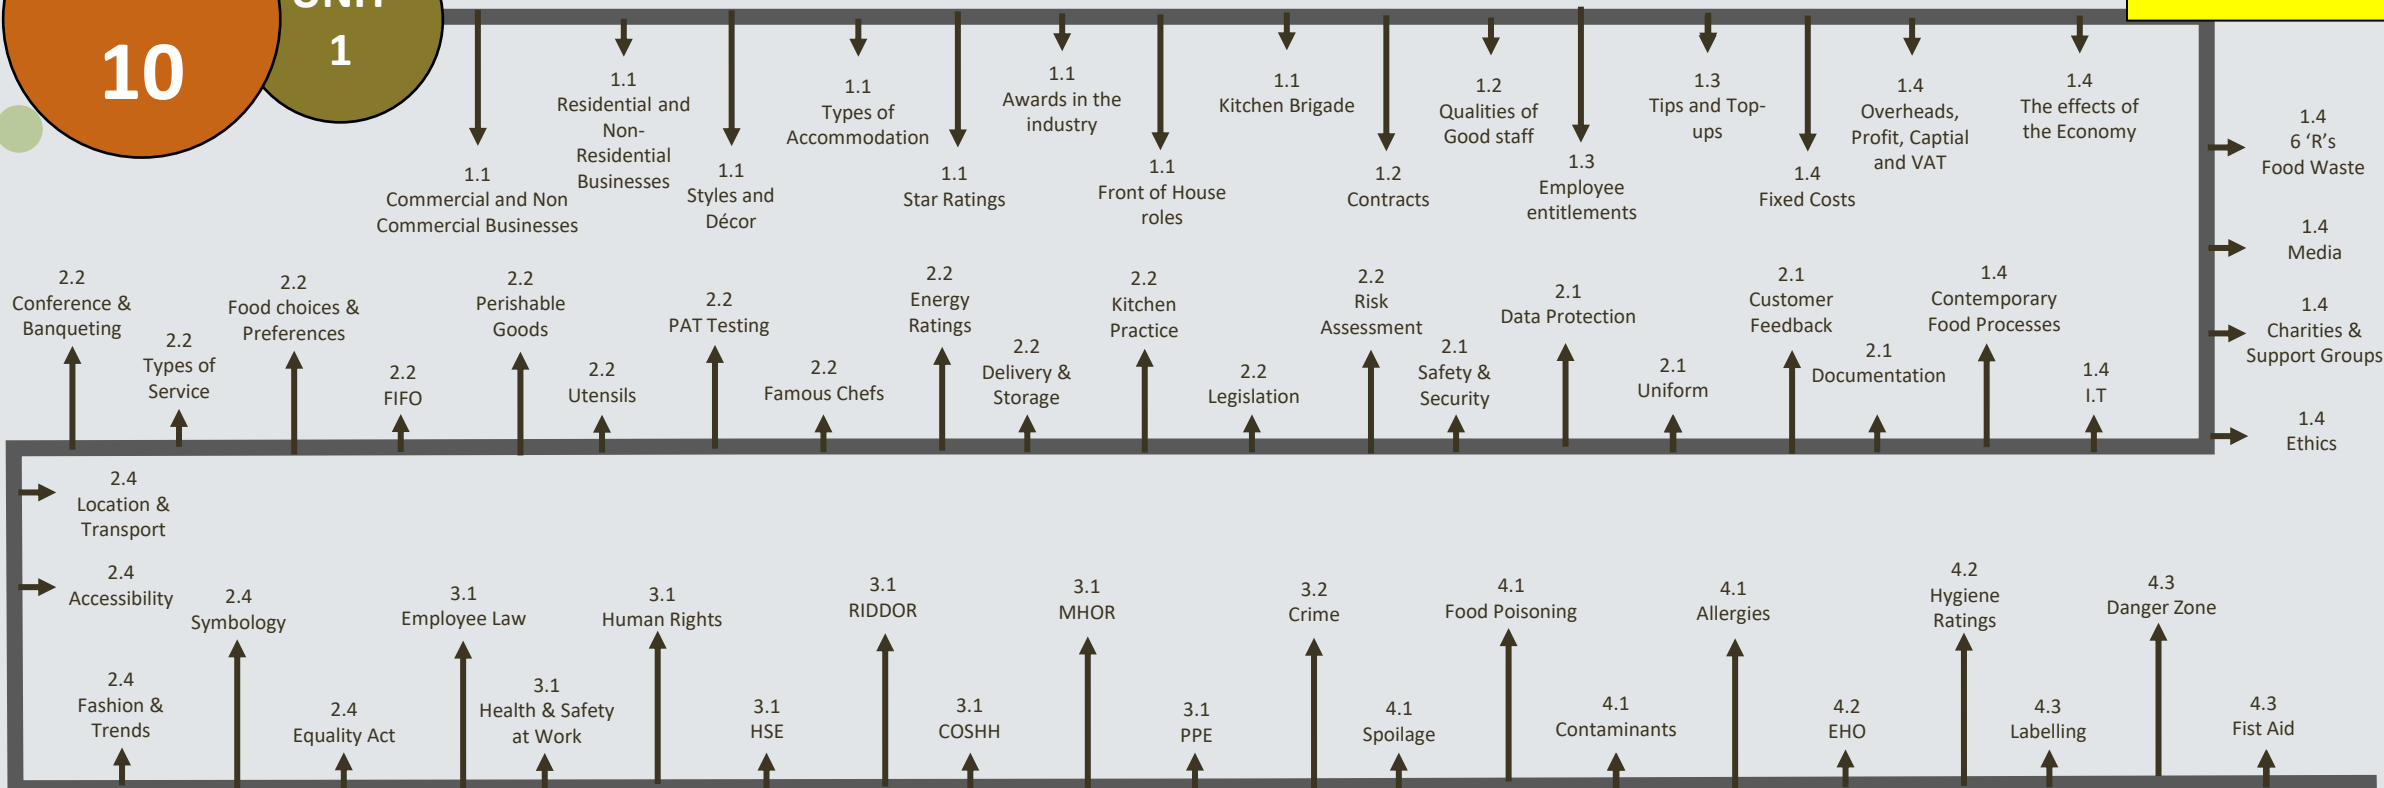 UNIT
1
10
1.1
Commercial and Non
Commercial Businesses
1.1
Residential and
Non-
Residential
Businesses
1.1
Styles and
Décor
1.1
Types of
Accommodation
1.1
Star Ratings
1.1
Awards in the
industry
1.1
Front of House
roles
1.1
Kitchen Brigade
1.2
Contracts
1.2
Qualities of
Good staff
1.3
Employee
entitlements
1.3
Tips and Top-
ups
1.4
Fixed Costs
1.4
Overheads,
Profit, Captial
and VAT
1.4
The effects of
the Economy
1.4
6 ‘R’s
Food Waste
1.4
Media
1.4
Charities &
Support Groups
1.4
Ethics
1.4
I.T
1.4
Contemporary
Food Processes
2.1
Documentation
2.1
Customer
Feedback
2.1
Uniform
2.1
Data Protection
2.1
Safety &
Security
2.2
Risk
Assessment
2.2
Legislation
2.2
Kitchen
Practice
2.2
Delivery &
Storage
2.2
Energy
Ratings
2.2
Famous Chefs
2.2
PAT Testing
2.2
Utensils
2.2
Perishable
Goods
2.2
FIFO
2.2
Food choices &
Preferences
2.2
Types of
Service
2.2
Conference &
Banqueting
2.4
Location &
Transport
2.4
Accessibility
2.4
Fashion &
Trends
2.4
Symbology
2.4
Equality Act
3.1
Employee Law
3.1
Health & Safety
at Work
3.1
Human Rights
3.1
HSE
3.1
RIDDOR
3.1
COSHH
3.1
MHOR
3.1
PPE
3.2
Crime
4.1
Spoilage
4.1
Food Poisoning
4.1
Contaminants
4.1
Allergies
4.2
EHO
4.2
Hygiene
Ratings
4.3
Labelling
4.3
Danger Zone
4.3
Fist Aid